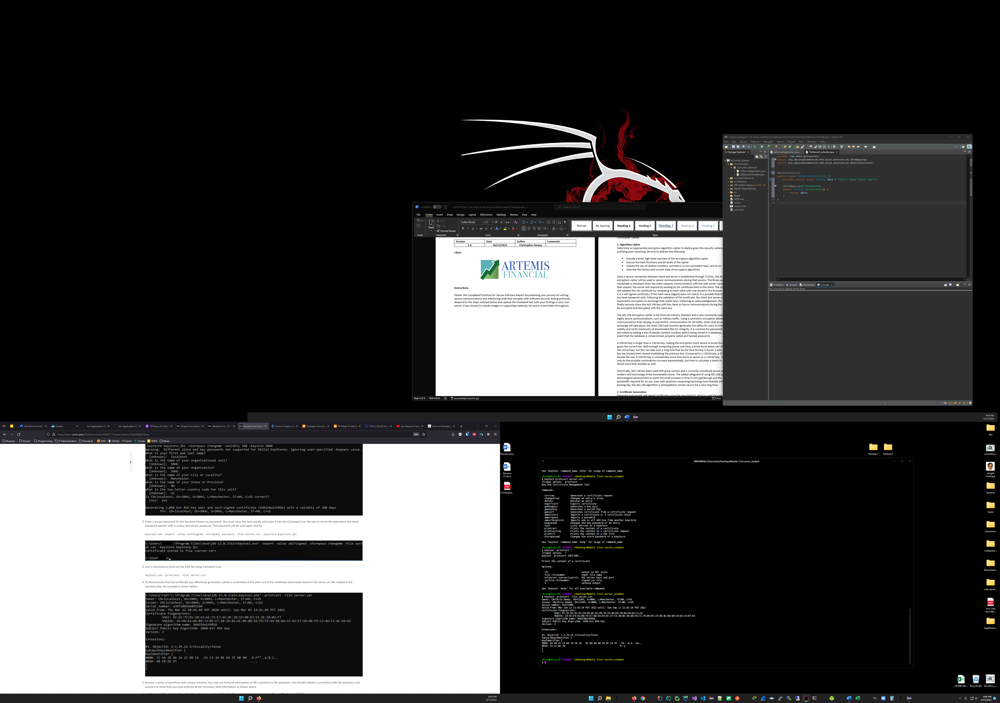 AutoSave Off
CS 305 Project Two Practices for Secure Software Report Template.docx
Search (Alt+Q)
File Home Insert Draw Design Layout References Mailings Review View Help
Paste
Cut
Copy
Format Painter
Calibri (Body) 11
Normal No Spacing Heading 1 Heading 2 Heading 3 Heading 4 Heading 5
Undo Clipboard Font Paragraph Styles
Version Date Author Comments
1.0 06/13/2022 Christopher Dewey
Client
ARTEMIS
FINANCIAL
Instructions
Deliver this completed Practices for Secure Software Report documenting your process for writing
secure communications and refactoring code that complies with software security testing protocols.
Respond to the steps outlined below and replace the bracketed text with your findings in your own
words. If you choose to include images or supporting materials, be sure to insert them throughout.
Christopher Dewey
1. Algorithm Cipher
Determine an appropriate encryption algorithm cipher to deploy given the security vulnera
justifying your reasoning. Be sure to address the following:
• Provide a brief, high-level overview of the encryption algorithm cipher.
• Discuss the hash functions and bit levels of the cipher.
• Explain the use of random numbers, symmetric vs non-symmetric keys, and so on.
• Describe the history and current state of encryption algorithms.
Once a secure connection between client and server is established through TLS/SSL, the AE
encryption cipher will be used to secure communications during that session. The three-wa
handshake is initialized when the client requests communication with the web server. Upo
that request, the server will respond by sending its SSL certificate back to the client. The cli
will validate this SSL certificate by comparing its hash value with one stored in the browser.
it is a self-signed certificate.) If this hash value (digest) does not match, it is possible that th
has been tampered with. Following the validation of the certificate, the client and server w
asymmetric encryption to exchange their public keys. Following an acknowledgement, the
finally securely share the AES 256 key with the client so future communications during this
be encrypted and decrypted with the same key.
The AES 256 encryption cipher is the financial industry standard and is also commonly used
highly secure communications, such as military traffic. Using a symmetric encryption allows
communications than relying on asymmetric communication for all traffic. Given that an as
exchange will take place, the SHA2-256 hash function generates the ability for users to che
validity and verify checksums of downloaded files for integrity. It is common for passwords
and salted by adding a mix of pseudo-random numbers before being stored in a database.
event that the database is compromised, properly salted and hashed passwords
A 256-bit key is longer than a 128-bit key, making the encryption more secure to brute forc
guess the correct key. With enough computing power and time, a brute force attack can ul
the correct key, but this can take such a long time that by the time the key is found, a new
key has already been shared invalidating the previous key. Compared to a 128-bit key, a 25
double the size. A 256-bit key is considerably more than twice as secure as a 128-bit key,
only do the possible combinations increase exponentially, but time to calculate a match in
attack more than doubles as well.
Historically, AES 128 has been used with great success and is currently considered secure a
modern and technology of the foreseeable future. The added safeguard of using AES 256 a
technological advancement is worth the small increase in time to encrypt/decrypt and the
bandwidth required for its use. Even with quantum computing becoming more feasible wit
passing day, the AES 256 algorithm is anticipated to remain secure for a very long time.
2. Certificate Generation
Generate appropriate self-signed certificates using the Java Keytool, which is used through
Page 4 of 6 1048 words Accessibility: Good to go Focus
eclipse-workspace - ssl-server_student/src/main/java/com/snhu/sslserver/SslServerController.java - Eclipse IDE
File Edit Source Refactor Navigate Search Project Run Window Help
Package Explorer
ssl-server_student
src/main/java
com.snhu.sslserver
SslServerApplication.java
SslServerController.java
src/main/resources
src/test/java
JRE System Library [JavaSE-1.8]
Maven Dependencies
src
target
HELP.md
mvnw
mvnw.cmd
pom.xml
SslServerApplication.java *SslServerController.java
package com.snhu.sslserver;
import org.springframework.web.bind.annotation.GetMapping;
import org.springframework.web.bind.annotation.RestController;
@RestController
public class SslServerController {
private static final String data = "Chris Dewey Check Sum!";
@GetMapping("/checkSum")
public String getCheckSum() {
return data;
}
}
Problems Javadoc Declaration Console
No consoles to display at this time.
9:06 PM
6/13/2022
Get Nord security Careers Job Application for Job Application for 100 Days of Code: Project Two Guidel Module Five - CS- Module Five Certifi How to Create a Se Package Com.snhu ## Need To Add Se 128 or 256 bit Encry Java Keytool Tutori How to Generate a
https://learn.snhu.edu/d2l/le/content/1069777/viewContent/18229562/View
80%
Business School Programming IT Administration HomeLab AWS GitHub Gmail Linode TODO Music
-keystore keystore.jks -storepass changeme -validity 360 -keysize 2048
Warning: Different store and key passwords not supported for PKCS12 KeyStores. Ignoring user-specified -keypass value.
What is your first and last name?
[Unknown]: localhost
What is the name of your organizational unit?
[Unknown]: SNHU
What is the name of your organization?
[Unknown]: SNHU
What is the name of your City or Locality?
[Unknown]: Manchester
What is the name of your State or Province?
[Unknown]: NH
What is the two-letter country code for this unit?
[Unknown]: US
Is CN=localhost, OU=SNHU, O=SNHU, L=Manchester, ST=NH, C=US correct?
[no]: yes
Generating 2,048 bit RSA key pair and self-signed certificate (SHA256withRSA) with a validity of 360 days
for: CN=localhost, OU=SNHU, O=SNHU, L=Manchester, ST=NH, C=US
2. Enter a secure password for the keystore (shown as password). You must copy this text exactly and paste it into the Command Line. Be sure to revise the text where the word
password appears with a unique and secure password. This password will be used again shortly.
keytool.exe -export -alias selfsigned -storepass password -file server.cer -keystore keystore.jks
C:\Users\ :\Program Files\Java\jdk-13.0.2\bin\keytool.exe" -export -alias selfsigned -storepass changeme -file serv
er.cer -keystore keystore.jks
Certificate stored in file <server.cer>
C:\User
3. Use a command to print out the CER file using Command Line.
keytool.exe -printcert -file server.cer
4. To demonstrate that the certificate was effectively generated, submit a screenshot of the print out of the certificate information found in the server.cer file created in the
previous step. An example is shown below:
C:\Users\Tad>"C:\Program Files\Java\jdk-13.0.2\bin\keytool.exe" -printcert -file server.cer
Owner: CN=localhost, OU=SNHU, O=SNHU, L=Manchester, ST=NH, C=US
Issuer: CN=localhost, OU=SNHU, O=SNHU, L=Manchester, ST=NH, C=US
Serial number: a36f1802be892160
Valid from: Thu Mar 12 20:41:49 PDT 2020 until: Sun Mar 07 19:41:49 PST 2021
Certificate fingerprints:
SHA1: 45:92:72:D1:28:63:A1:71:E7:AE:8C:38:59:8B:D3:51:2E:5B:03:F7
SHA256: 45:98:62:A6:B9:72:01:E7:2B:2A:81:AC:06:0D:E6:FD:F9:44:48:B4:CE:A1:E7:6D:D6:F9:C2:46:C3:AC:69:A2
Signature algorithm name: SHA256withRSA
Subject Public Key Algorithm: 2048-bit RSA key
Version: 3
Extensions:
#1: ObjectId: 2.5.29.14 Criticality=false
SubjectKeyIdentifier [
KeyIdentifier [
0000: CC 44 2D 46 2A 22 DD CA 61 C3 24 0E 69 7E 08 90 .D-F*"..a.$.i...
0010: E8 EB D5 97 ....
]
]
5. Answer a series of questions with unique answers. You may use fictional information to fill in answers to the questions. You should submit a screenshot with the questions and
answers to show that you have entered all the necessary field information as shown above.
9:06 PM
6/13/2022
Resume.docx
Resume V2.docx
Christophe...
Module 7
Module 6
MINGW64:/c/Users/chris/Desktop/Module 7/ssl-server_student
Use "keytool -command_name -help" for usage of command_name
chris@Chris-PC MINGW64 ~/Desktop/Module 7/ssl-server_student
$ keytool printcert server.cer
Illegal option: printcert
Key and Certificate Management Tool
Commands:
-certreq Generates a certificate request
-changealias Changes an entry's alias
-delete Deletes an entry
-exportcert Exports certificate
-genkeypair Generates a key pair
-genseckey Generates a secret key
-gencert Generates certificate from a certificate request
-importcert Imports a certificate or a certificate chain
-importpass Imports a password
-importkeystore Imports one or all entries from another keystore
-keypasswd Changes the key password of an entry
-list Lists entries in a keystore
-printcert Prints the content of a certificate
-printcertreq Prints the content of a certificate request
-printcrl Prints the content of a CRL file
-storepasswd Changes the store password of a keystore
Use "keytool -command_name -help" for usage of command_name
chris@Chris-PC MINGW64 ~/Desktop/Module 7/ssl-server_student
$ keytool -printcert ?
Illegal option: ?
keytool -printcert [OPTION]...
Prints the content of a certificate
Options:
-rfc output in RFC style
-file <filename> input file name
-sslserver <server[:port]> SSL server host and port
-jarfile <filename> signed jar file
-v verbose output
Use "keytool -help" for all available commands
chris@Chris-PC MINGW64 ~/Desktop/Module 7/ssl-server_student
$ keytool -printcert -file server.cer
Owner: CN=Chris Dewey, OU=CS305, O=SNHU, L=Manchester, ST=NH, C=US
Issuer: CN=Chris Dewey, OU=CS305, O=SNHU, L=Manchester, ST=NH, C=US
Serial number: 6ce72488
Valid from: Mon Jun 13 21:02:34 PDT 2022 until: Sun Sep 11 21:02:34 PDT 2022
Certificate fingerprints:
Signature algorithm name: SHA256withRSA
Subject Public Key Algorithm: 2048-bit RSA key
Version: 3
Extensions:
#1: ObjectId: 2.5.29.14 Criticality=false
SubjectKeyIdentifier [
KeyIdentifier [
0000: A3 66 41 CF B4 18 39 1A 65 B0 A0 80 26 6F C4 7E .fA...9.e...&o..
0010: 25 22 BC 79 %".y
]
]
chris@Chris-PC MINGW64 ~/Desktop/Module 7/ssl-server_student
$
VAC
schrutebuc...
dwight head.jpg
keystore
token
Generators
codeguide...
Blockchain...
web-devel...
Iron Clad Java eBo...
AppBrewer...
HOMELAB....
Recycle Bin
theoffice_s...
9:06 PM
6/13/2022